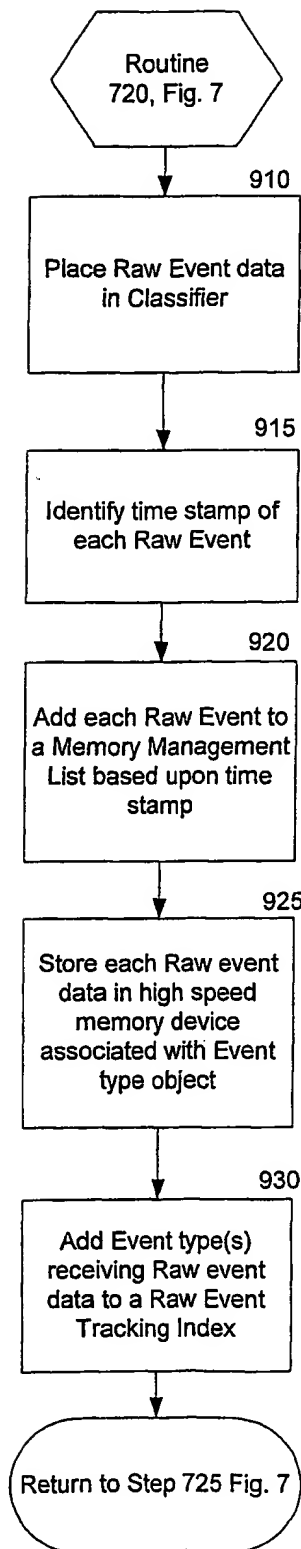 Routine
720, Fig. 7
910
Place Raw Event data
in Classifier
915
Identify time stamp of
each Raw Event
920
Add each Raw Event to
a Memory Management
List based upon time
stamp
925
Store each Raw event
data in high speed
memory device
associated with Event
type object
930
Add Event type(s)
receiving Raw event
data to a Raw Event
Tracking Index
Return to Step 725 Fig. 7